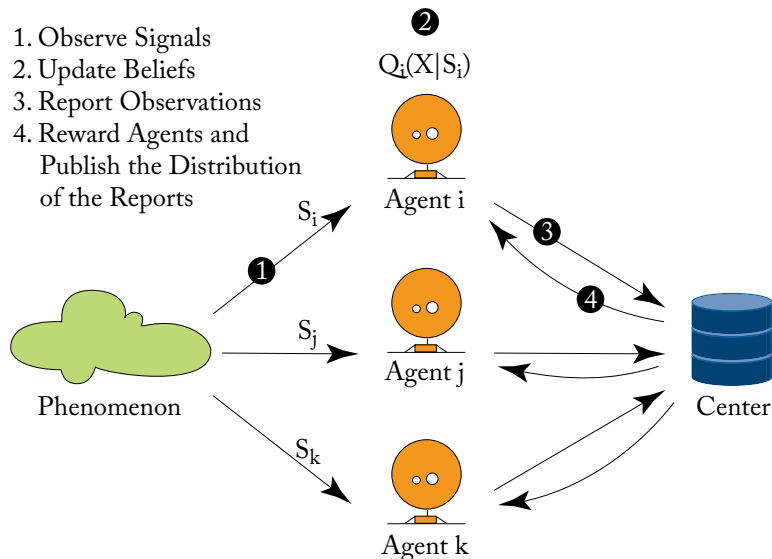 1. Observe Signals
2. Update Beliefs
3. Report Observations
4. Reward Agents and
Publish the Distribution
of the Reports
2
Qi(X|Si)
Agent i
Si
1
3
4
Sj
Agent j
Phenomenon
Center
Sk
Agent k